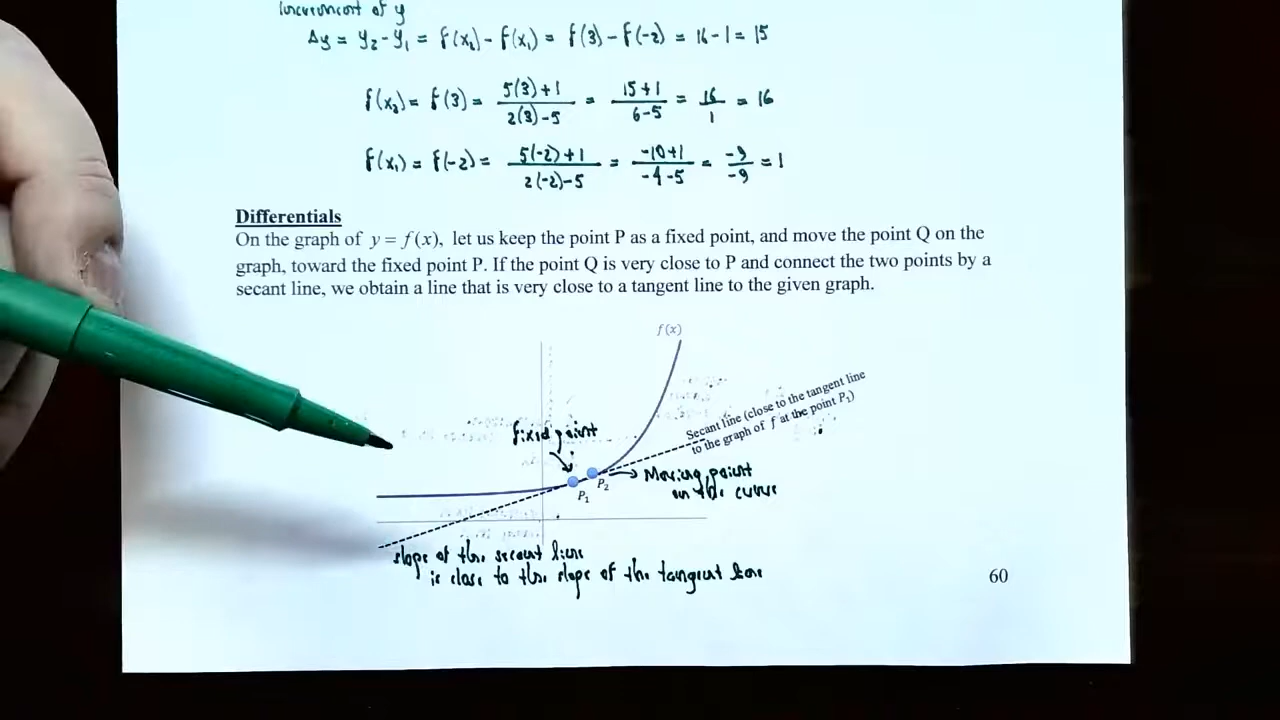 increment of y
Δy = y₂ - y₁ = f(x₂) - f(x₁) = f(3) - f(-2) = 16 - 1 = 15
f(x₂) = f(3) = (5(3)+1)/(2(3)-5) = (15+1)/(6-5) = 16/1 = 16
f(x₁) = f(-2) = (5(-2)+1)/(2(-2)-5) = (-10+1)/(-4-5) = -9/-9 = 1
Differentials
On the graph of y = f(x), let us keep the point P as a fixed point, and move the point Q on the
graph, toward the fixed point P. If the point Q is very close to P and connect the two points by a
secant line, we obtain a line that is very close to a tangent line to the given graph.
f(x)
Secant line (close to the tangent line
to the graph of f at the point P₁)
fixed point
Moving point
on the curve
P₁
P₂
slope of the secant line
is close to the slope of the tangent line
60